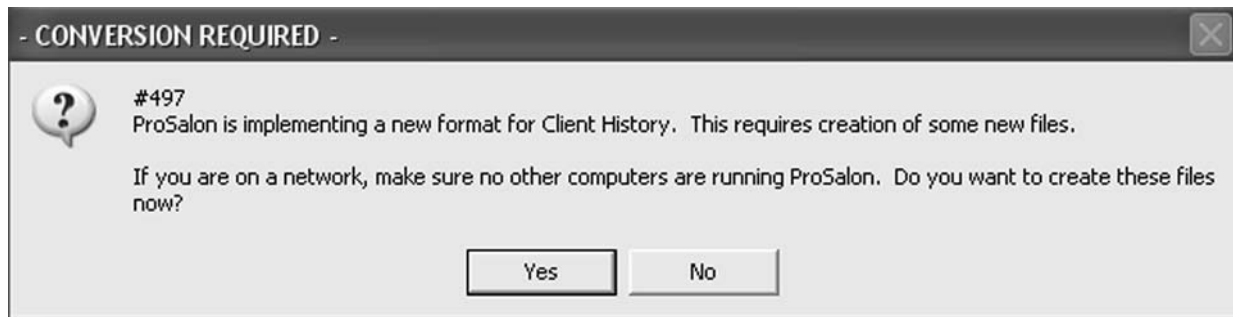 - CONVERSION REQUIRED -
#497
ProSalon is implementing a new format for Client History. This requires creation of some new files.
If you are on a network, make sure no other computers are running ProSalon. Do you want to create these files
now?
Yes
No